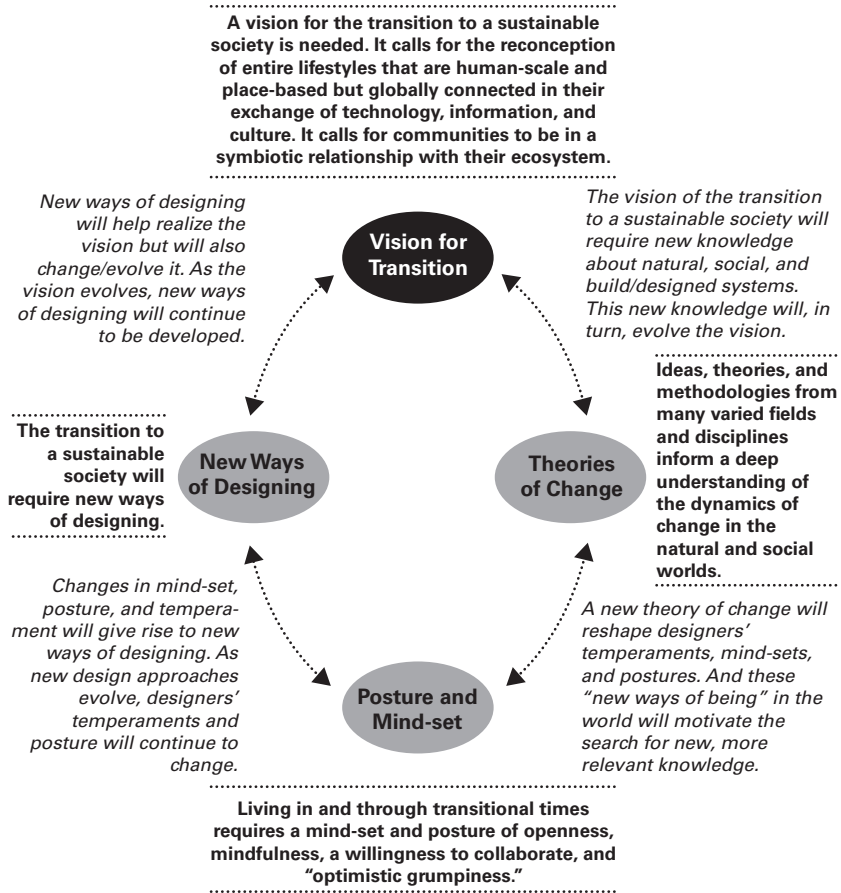 A vision for the transition to a sustainable
society is needed. It calls for the reconception
of entire lifestyles that are human-scale and
place-based but globally connected in their
exchange of technology, information, and
culture. It calls for communities to be in a
symbiotic relationship with their ecosystem.
New ways of designing
will help realize the
vision but will also
change/evolve it. As the
vision evolves, new ways
of designing will continue
to be developed.
Vision for
Transition
The vision of the transition
to a sustainable society will
require new knowledge
about natural, social, and
build/designed systems.
This new knowledge will, in
turn, evolve the vision.
The transition to
a sustainable
society will
require new ways
of designing.
New Ways
of Designing
Theories
of Change
Ideas, theories, and
methodologies from
many varied fields
and disciplines
inform a deep
understanding of
the dynamics of
change in the
natural and social
worlds.
Changes in mind-set,
posture, and tempera-
ment will give rise to new
ways of designing. As
new design approaches
evolve, designers’
temperaments and
posture will continue to
change.
Posture and
Mind-set
A new theory of change will
reshape designers’
temperaments, mind-sets,
and postures. And these
“new ways of being” in the
world will motivate the
search for new, more
relevant knowledge.
Living in and through transitional times
requires a mind-set and posture of openness,
mindfulness, a willingness to collaborate, and
“optimistic grumpiness.”